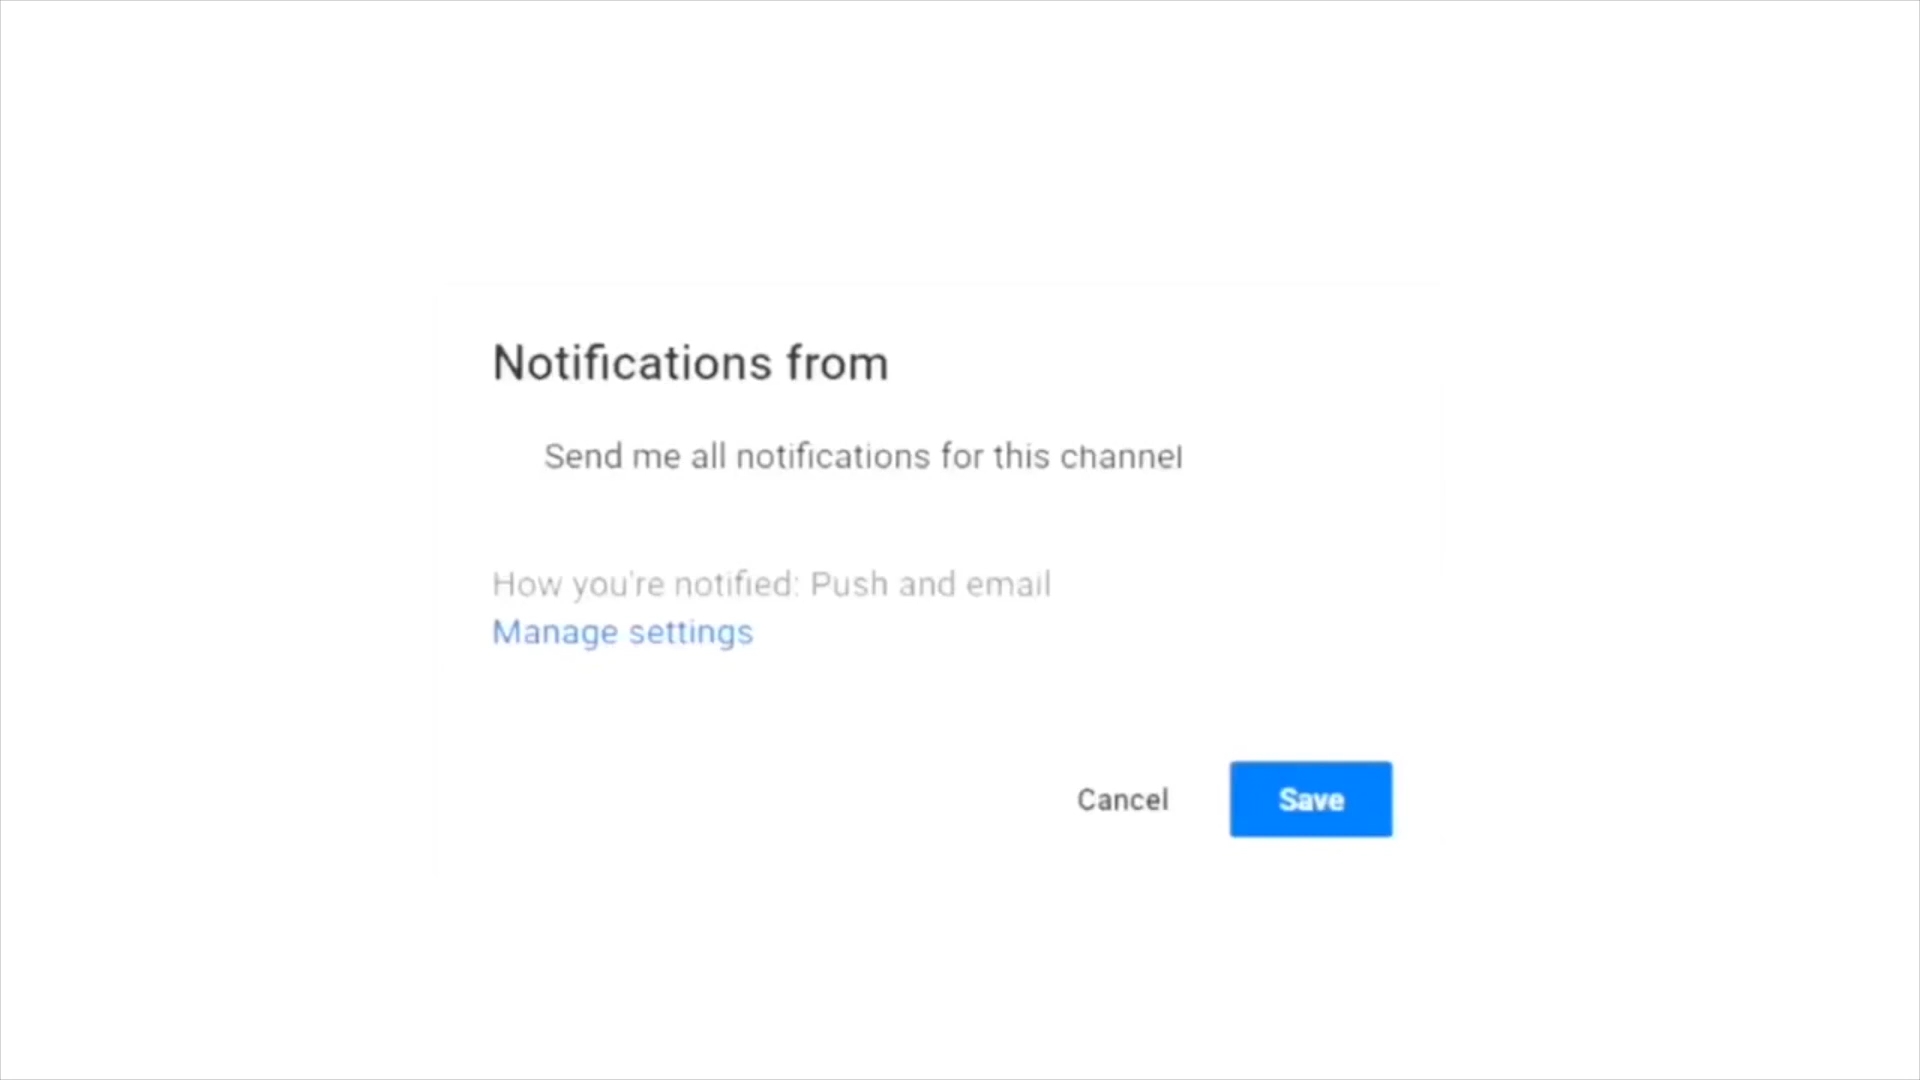 Notifications from
Send me all notifications for this channel
How you're notified: Push and email
Manage settings
Cancel
Save